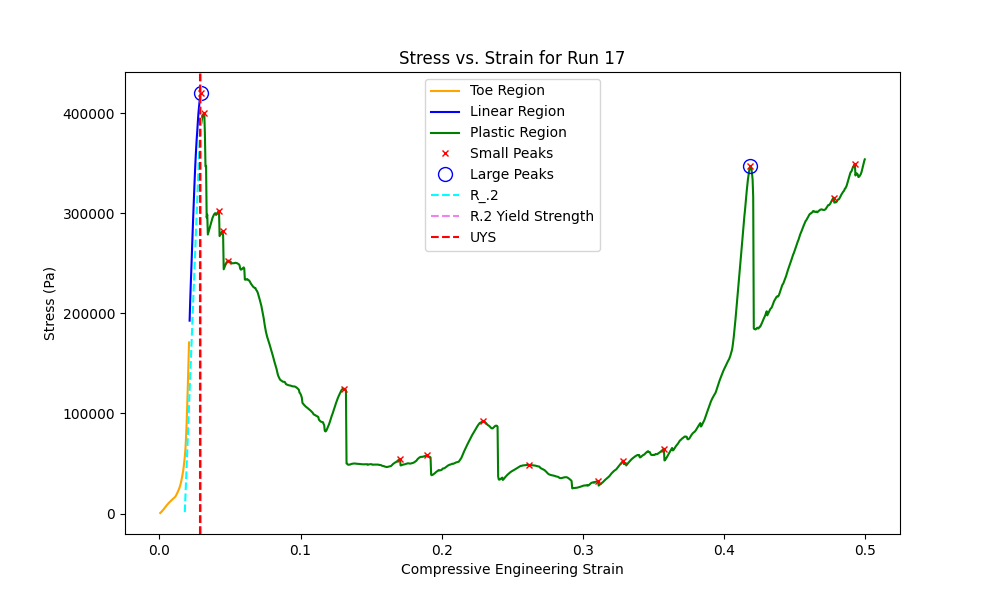 Stress vs. Strain for Run 17
Toe Region
Linear Region
Plastic Region
Small Peaks
Large Peaks
R_.2
R.2 Yield Strength
UYS
Stress (Pa)
400000
300000
200000
100000
0
0.0 0.1 0.2 0.3 0.4 0.5
Compressive Engineering Strain